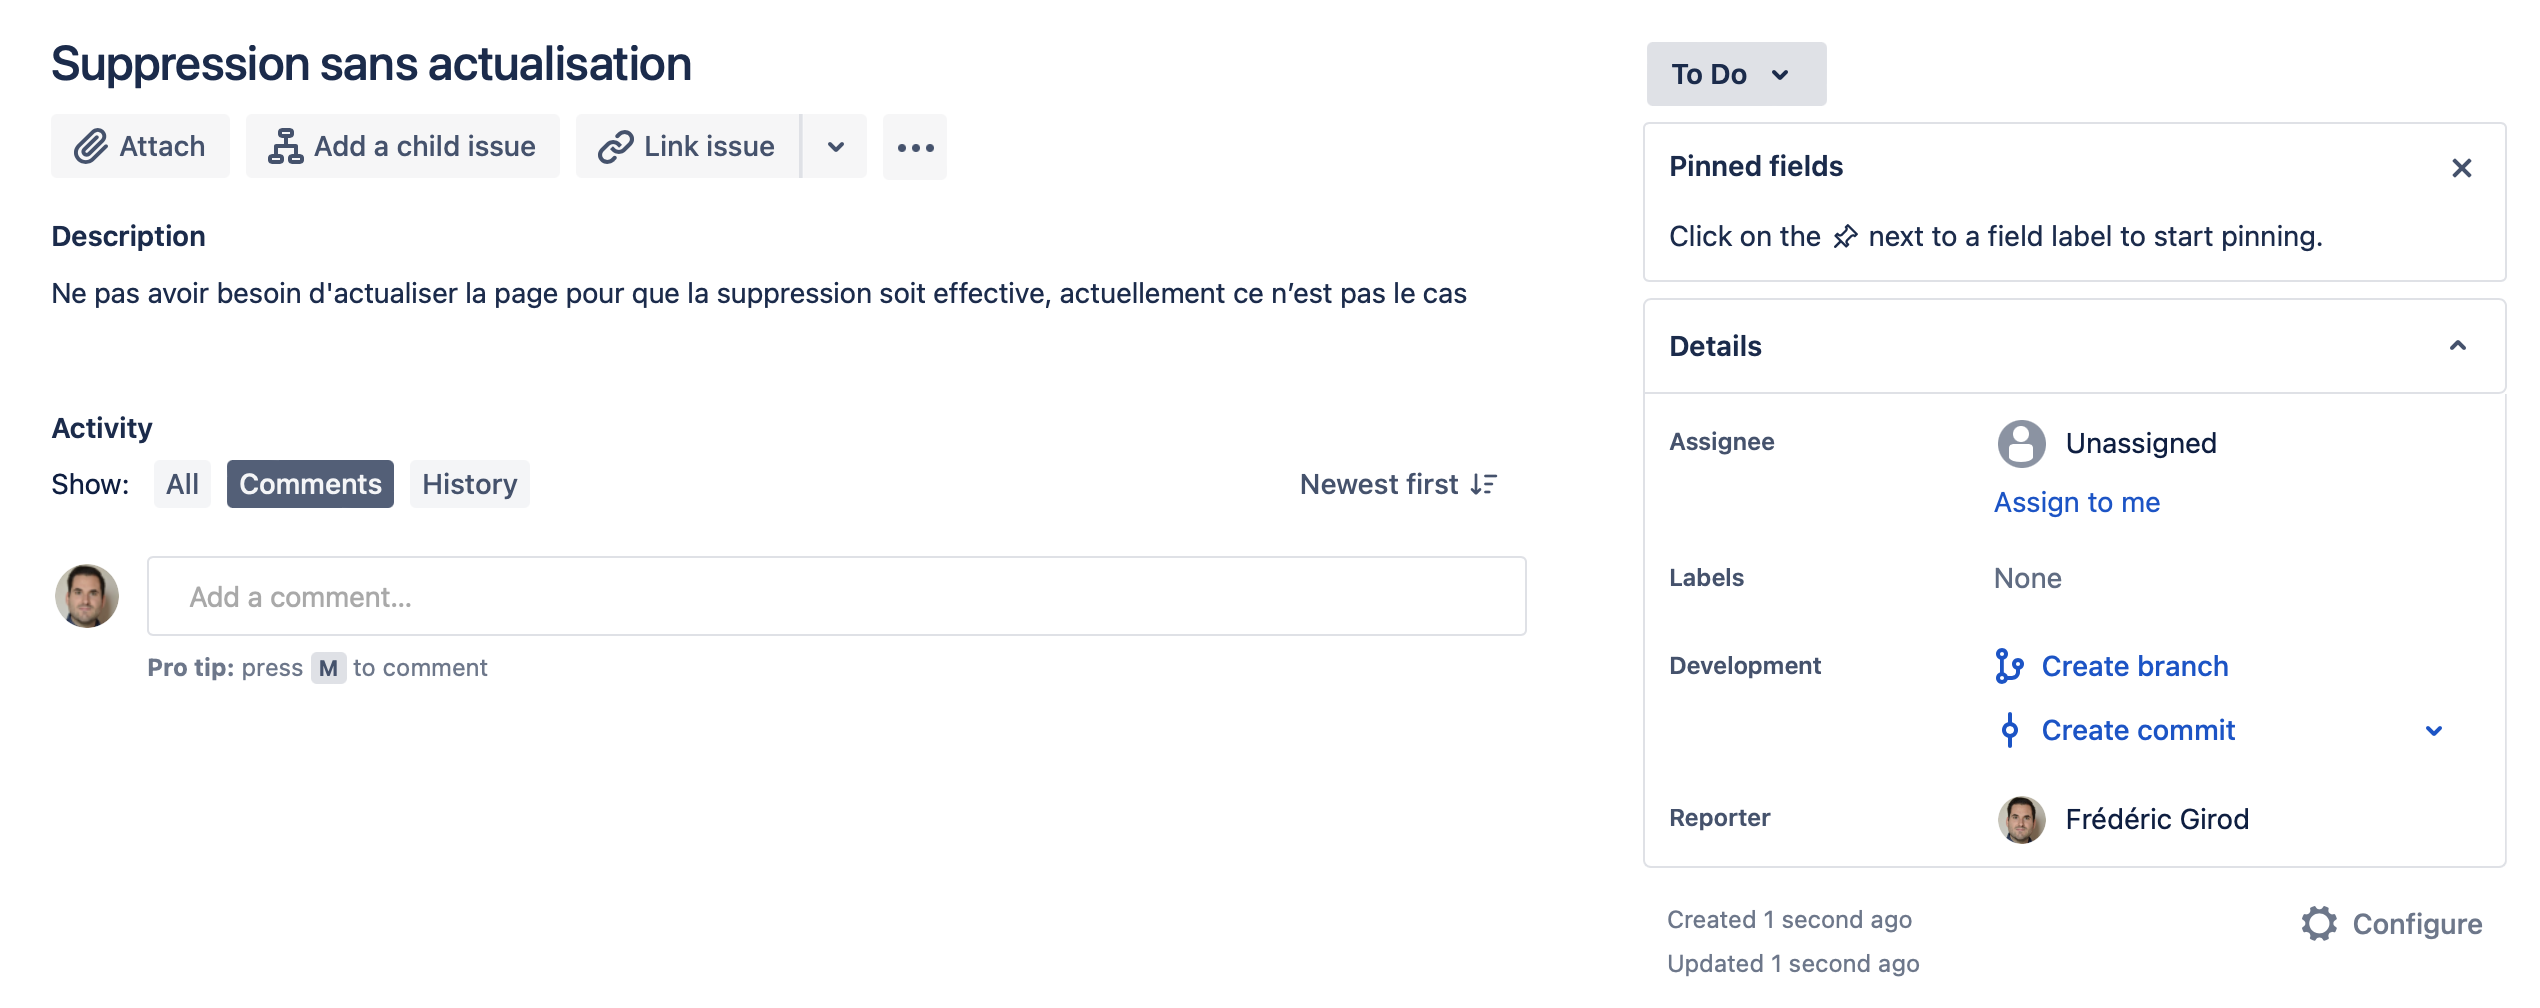 Suppression sans actualisation
Attach
Add a child issue
Link issue
Description
Ne pas avoir besoin d'actualiser la page pour que la suppression soit effective, actuellement ce n’est pas le cas
Activity
Show: All Comments History
Newest first
Add a comment...
Pro tip: press M to comment
To Do
Pinned fields
Click on the next to a field label to start pinning.
Details
Assignee
Unassigned
Assign to me
Labels
None
Development
Create branch
Create commit
Reporter
Frédéric Girod
Created 1 second ago
Configure
Updated 1 second ago